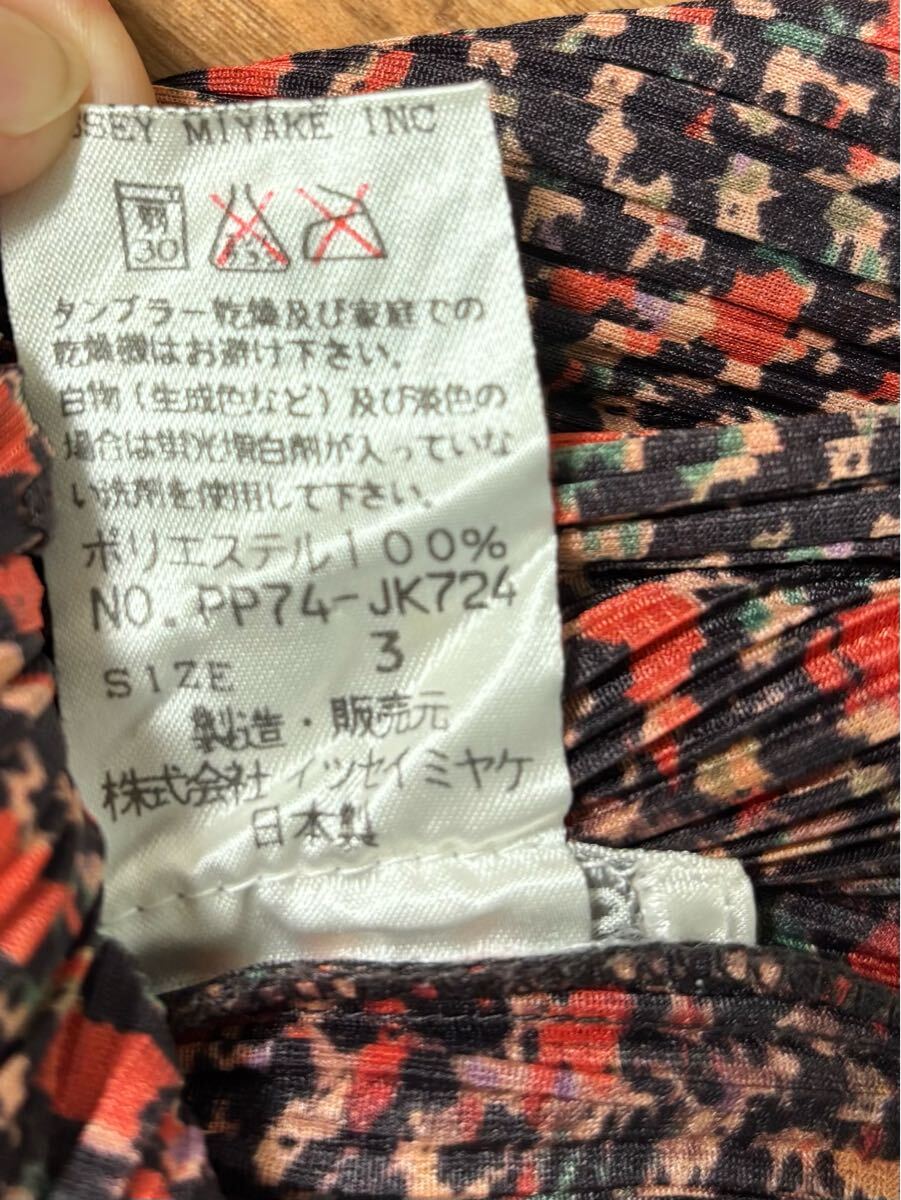 SSEY MIYAKE INC
弱
30
タンブラー乾燥及び家庭での
乾燥機はお避け下さい。
白物(生成色など)及び淡色の
場合は蛍光増白剤が入っていな
い洗剤を使用して下さい。
ポリエステル100%
NO.PP74-JK724
SIZE 3
製造・販売元
株式会社イッセイミヤケ
日本製